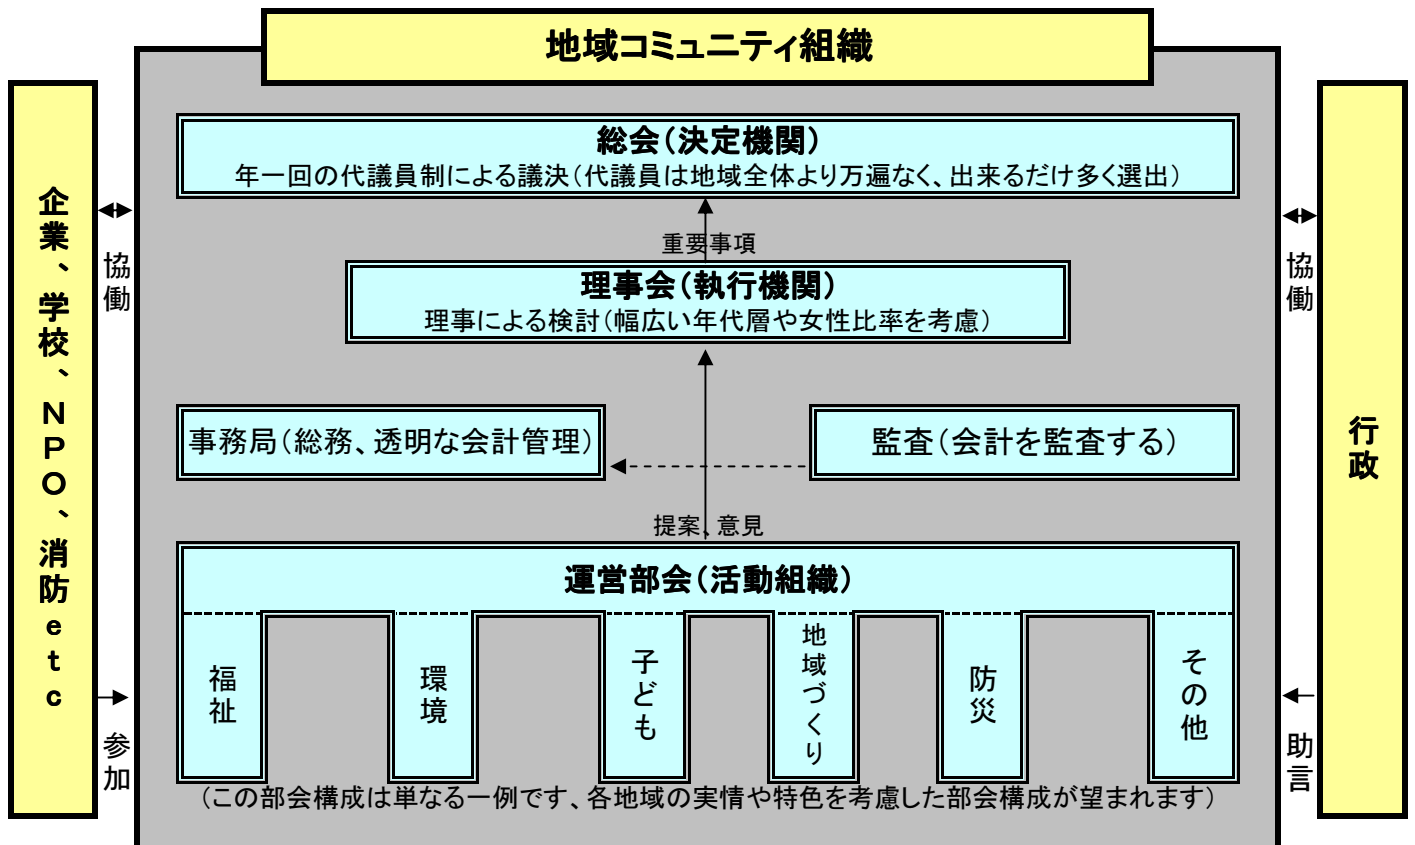 地域コミュニティ組織
総会（決定機関）
年一回の代議員制による議決（代議員は地域全体より万遍なく、出来るだけ多く選出）
重要事項
理事会（執行機関）
理事による検討（幅広い年代層や女性比率を考慮）
事務局（総務、透明な会計管理）
監査（会計を監査する）
提案、意見
運営部会（活動組織）
福祉
環境
子ども
地域づくり
防災
その他
（この部会構成は単なる一例です、各地域の実情や特色を考慮した部会構成が望まれます）
企業、学校、ＮＰＯ、消防ｅｔｃ
協働
参加
協働
助言
行政